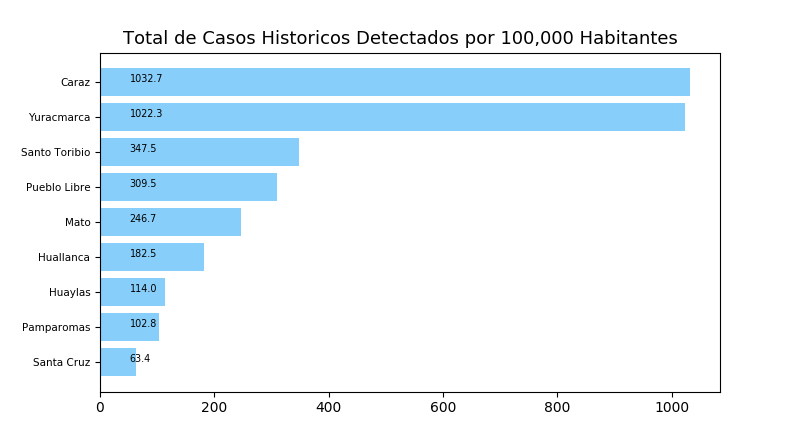 Total de Casos Historicos Detectados por 100,000 Habitantes
Caraz 1032.7
Yuracmarca 1022.3
Santo Toribio 347.5
Pueblo Libre 309.5
Mato 246.7
Huallanca 182.5
Huaylas 114.0
Pamparomas 102.8
Santa Cruz 63.4
0 200 400 600 800 1000